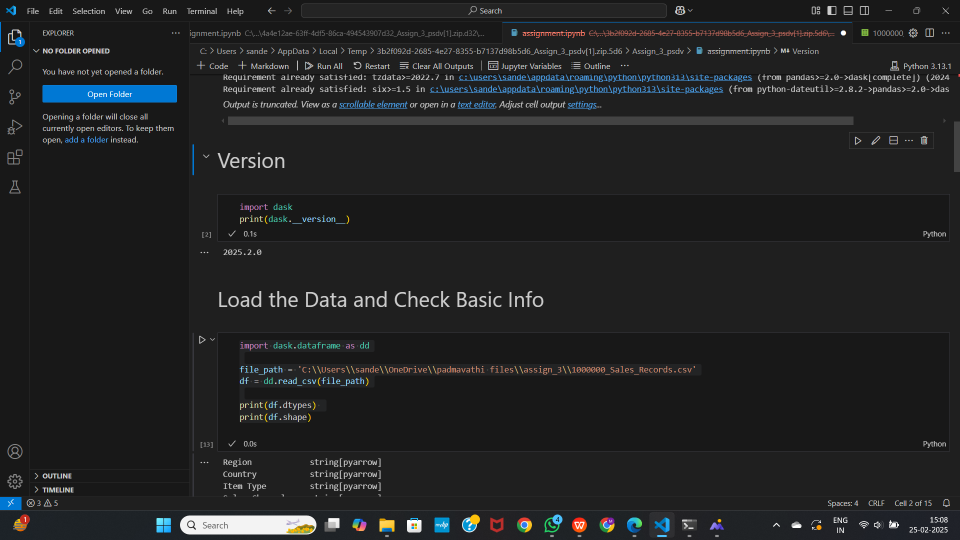 File Edit Selection View Go Run Terminal Help
Search
EXPLORER
NO FOLDER OPENED
You have not yet opened a folder.
Open Folder
Opening a folder will close all
currently open editors. To keep
them open, add a folder instead.
OUTLINE
TIMELINE
ignment.ipynb C:\...\4a4e12ae-63ff-4df5-86ca-494543907d32_Assign_3_psdv[1].zip.d32\...
assignment.ipynb C:\...\3b2f092d-2685-4e27-8355-b7137d98b5d6_Assign_3_psdv[1].zip.5d6\...
1000000_
C: > Users > sande > AppData > Local > Temp > 3b2f092d-2685-4e27-8355-b7137d98b5d6_Assign_3_psdv[1].zip.5d6 > Assign_3_psdv > assignment.ipynb > Version
Code Markdown Run All Restart Clear All Outputs Jupyter Variables Outline ... Python 3.13.1
Requirement already satisfied: tzdata>=2022.7 in c:\users\sande\appdata\roaming\python\python313\site-packages (from pandas>=2.0->dask[complete]) (2024
Requirement already satisfied: six>=1.5 in c:\users\sande\appdata\roaming\python\python313\site-packages (from python-dateutil>=2.8.2->pandas>=2.0->das
Output is truncated. View as a scrollable element or open in a text editor. Adjust cell output settings...
Version
import dask
print(dask.__version__)
[2] 0.1s Python
2025.2.0
Load the Data and Check Basic Info
import dask.dataframe as dd
file_path = 'C:\\Users\\sande\\OneDrive\\padmavathi files\\assign_3\\1000000_Sales_Records.csv'
df = dd.read_csv(file_path)
print(df.dtypes)
print(df.shape)
[13] 0.0s Python
Region string[pyarrow]
Country string[pyarrow]
Item Type string[pyarrow]
3 5 Spaces: 4 CRLF Cell 2 of 15
Search
ENG
IN
15:08
25-02-2025